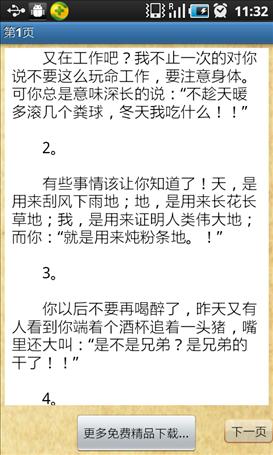 R
11:32
第1页
又在工作吧？我不止一次的对你
说不要这么玩命工作，要注意身体。
可你总是意味深长的说：“不趁天暖
多滚几个粪球，冬天我吃什么！！”
2。
有些事情该让你知道了！天，是
用来刮风下雨地；地，是用来长花长
草地；我，是用来证明人类伟大地；
而你：“就是用来炖粉条地。！”
3。
你以后不要再喝醉了，昨天又有
人看到你端着个酒杯追着一头猪，嘴
里还大叫：“是不是兄弟？是兄弟的
干了！！”
4。
更多免费精品下载...
下一页